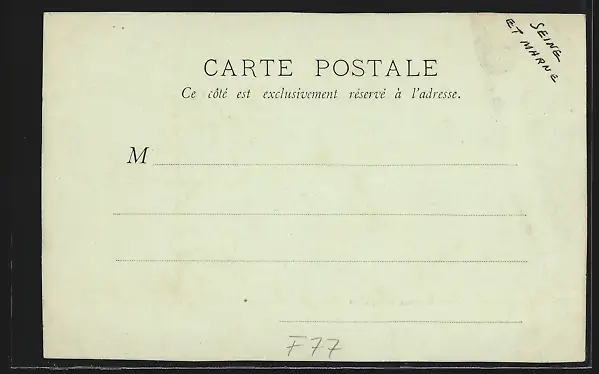 SEINE
ET MARNE
CARTE POSTALE
Ce côté est exclusivement réservé à l'adresse.
M
F77